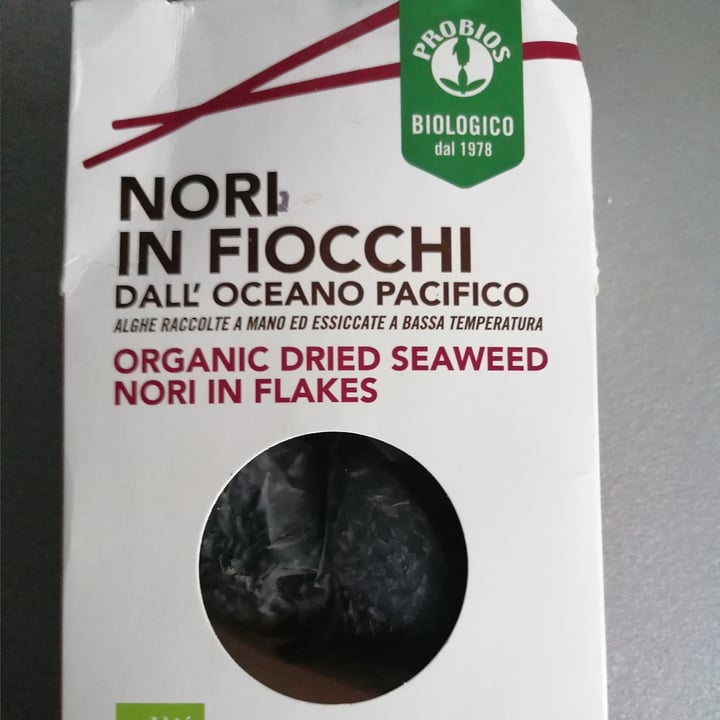 PROBIOS
BIOLOGICO
dal 1978
NORI
IN FIOCCHI
DALL' OCEANO PACIFICO
ALGHE RACCOLTE A MANO ED ESSICCATE A BASSA TEMPERATURA
ORGANIC DRIED SEAWEED
NORI IN FLAKES